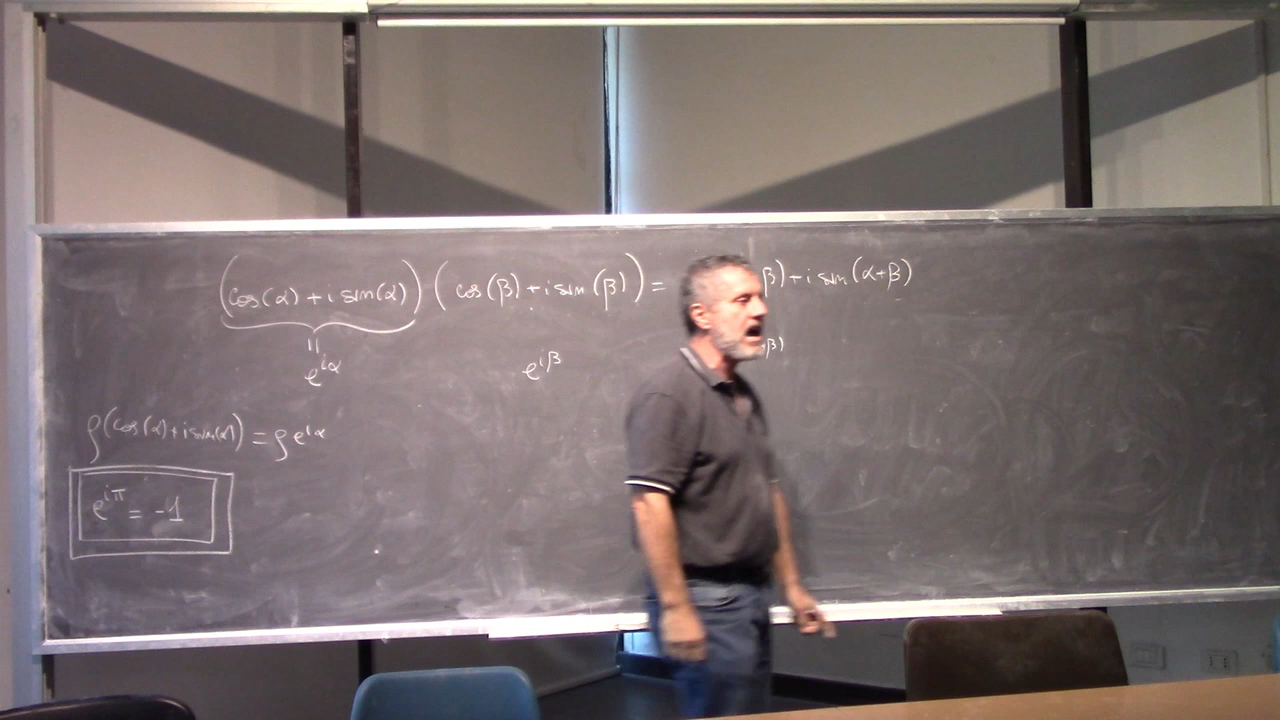 (cos(α) + i sin(α)) (cos(β) + i sin(β)) = β) + i sin(α+β)
=
e^{iα} e^{iβ} β)
ρ(cos(α) + i sin(α)) = ρ e^{iα}
e^{iπ} = -1